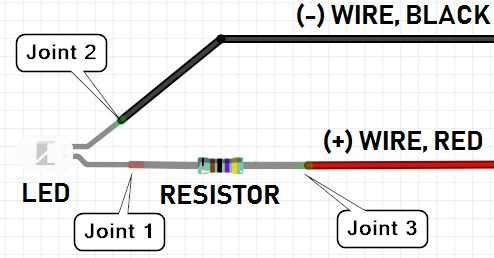 (-) WIRE, BLACK
Joint 2
(+) WIRE, RED
LED
RESISTOR
Joint 1
Joint 3